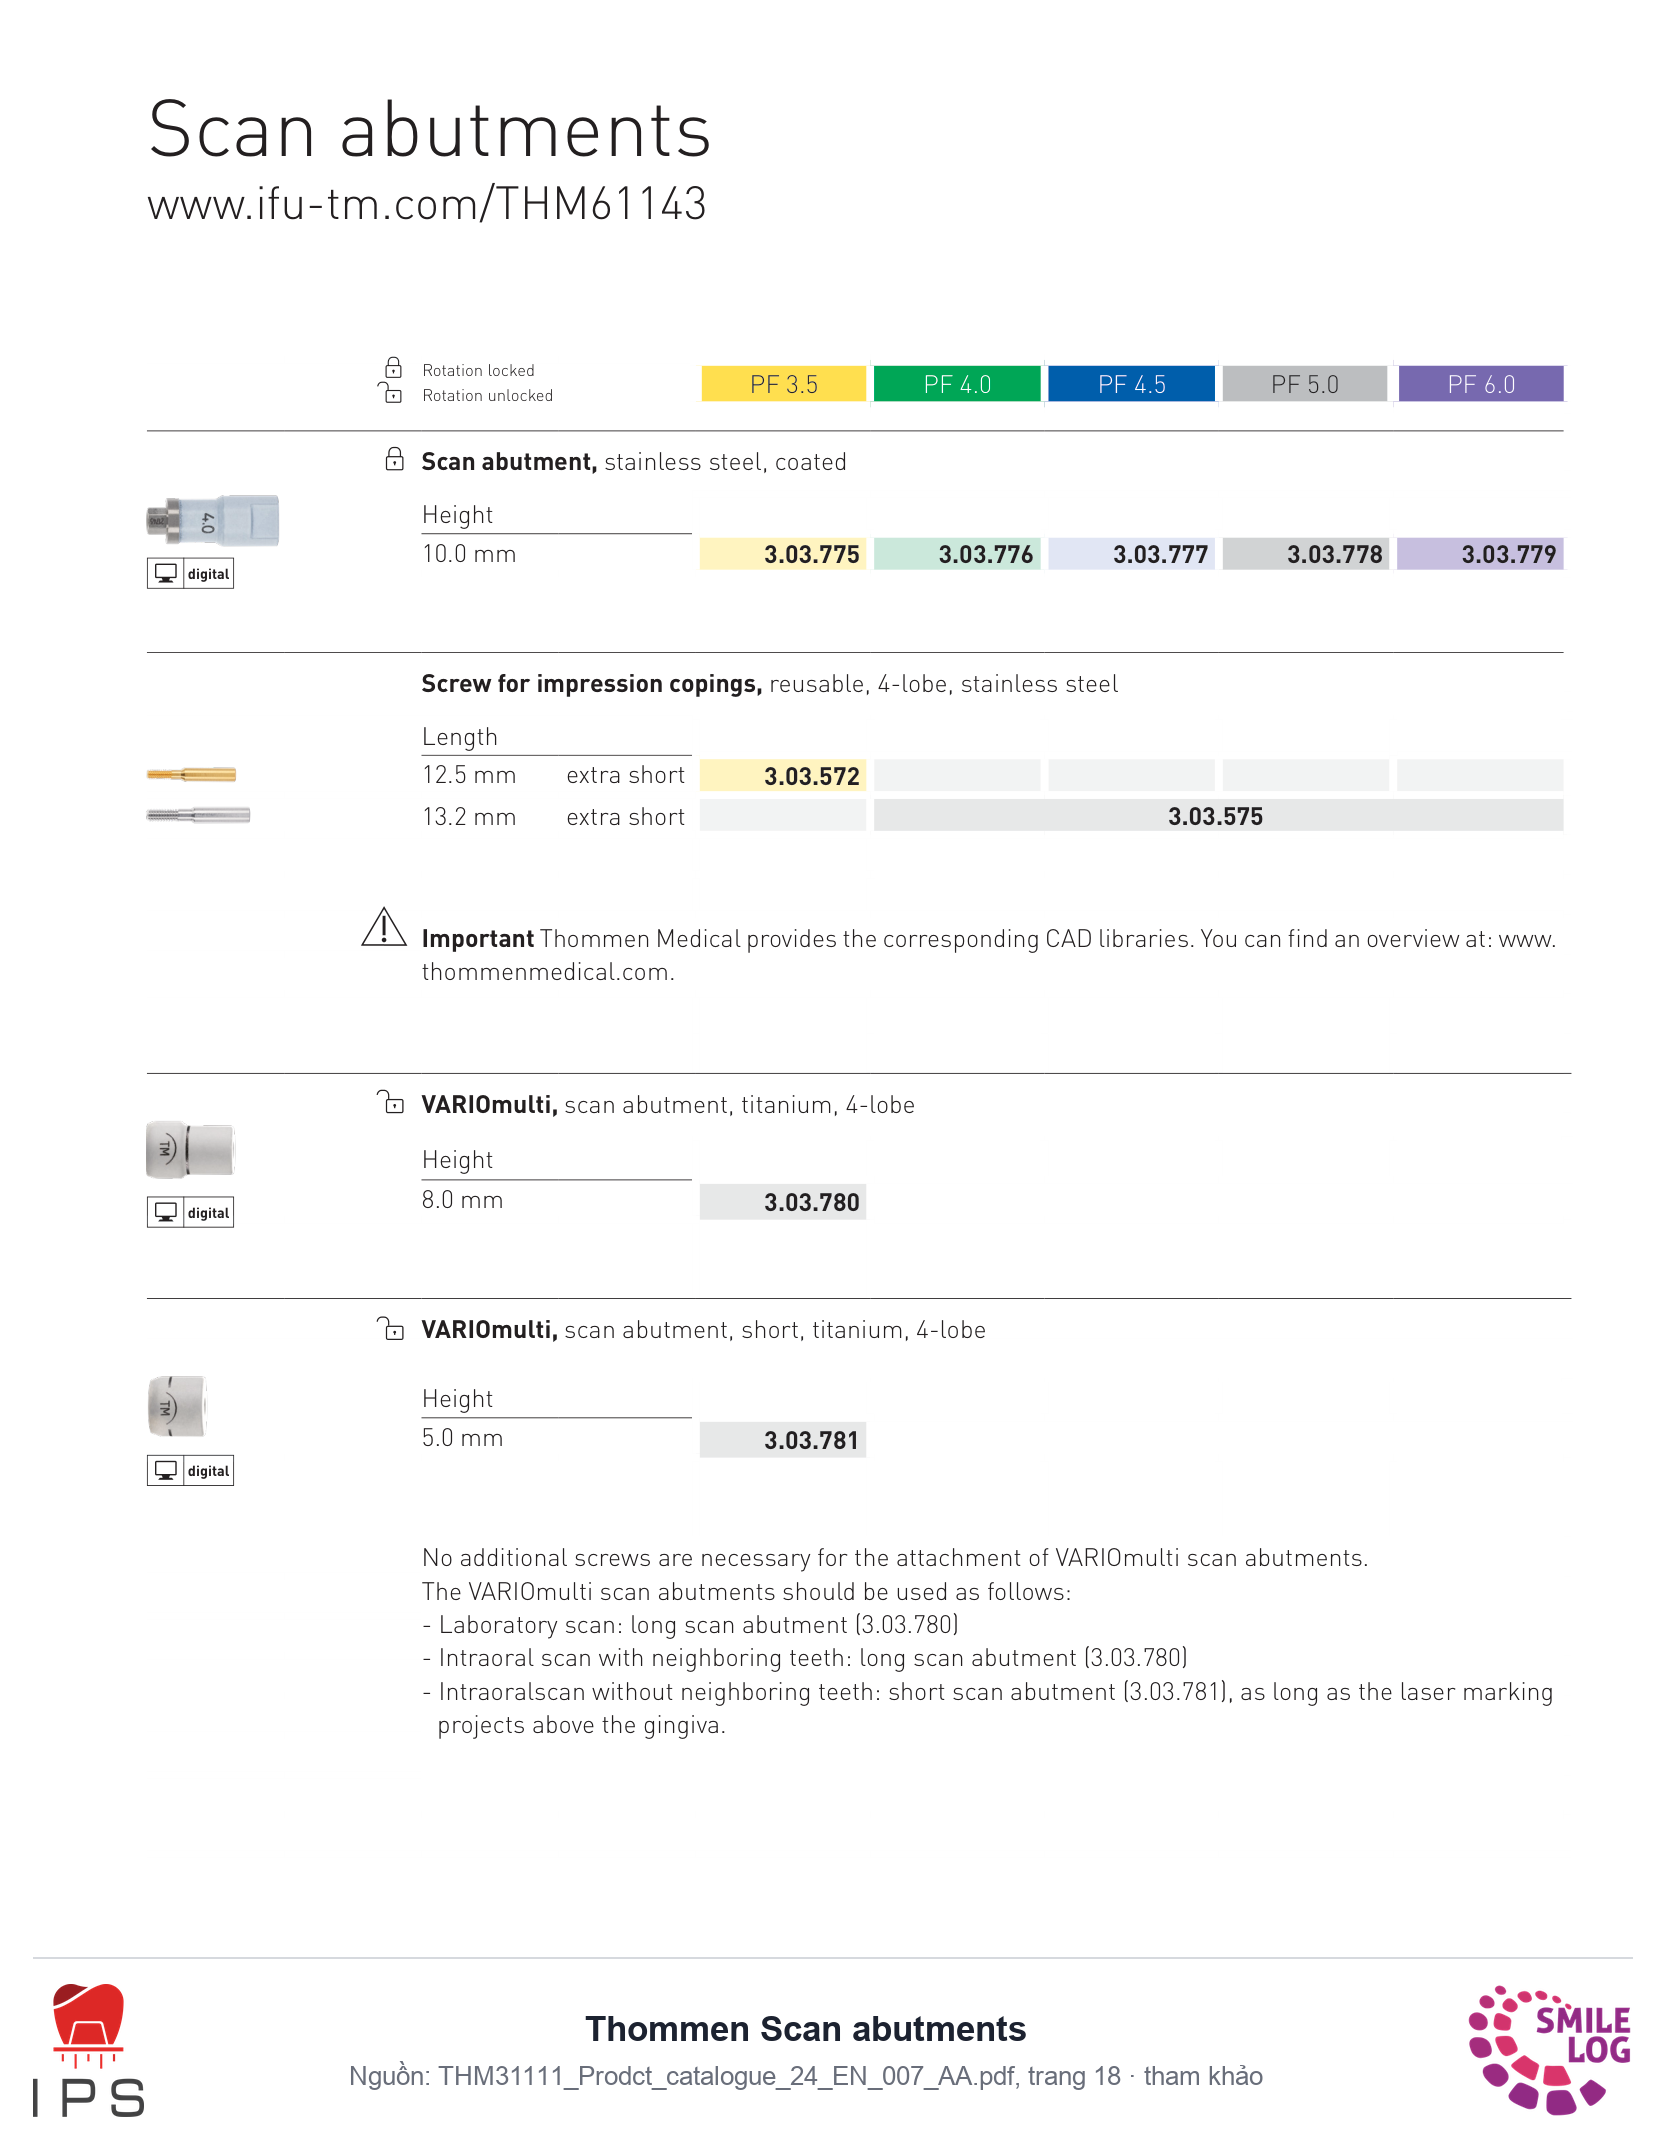 Scan abutments
www.ifu-tm.com/THM61143
Rotation locked
Rotation unlocked
PF 3.5 PF 4.0 PF 4.5 PF 5.0 PF 6.0
Scan abutment, stainless steel, coated
4.0
Height
10.0 mm 3.03.775 3.03.776 3.03.777 3.03.778 3.03.779
digital
Screw for impression copings, reusable, 4-lobe, stainless steel
Length
12.5 mm extra short 3.03.572
13.2 mm extra short 3.03.575
Important Thommen Medical provides the corresponding CAD libraries. You can find an overview at: www.
thommenmedical.com.
VARIOmulti, scan abutment, titanium, 4-lobe
TM
Height
8.0 mm 3.03.780
digital
VARIOmulti, scan abutment, short, titanium, 4-lobe
Height
TM
5.0 mm 3.03.781
digital
No additional screws are necessary for the attachment of VARIOmulti scan abutments.
The VARIOmulti scan abutments should be used as follows:
- Laboratory scan: long scan abutment (3.03.780)
- Intraoral scan with neighboring teeth: long scan abutment (3.03.780)
- Intraoralscan without neighboring teeth: short scan abutment (3.03.781), as long as the laser marking
projects above the gingiva.
IPS
Thommen Scan abutments
Nguồn: THM31111_Prodct_catalogue_24_EN_007_AA.pdf, trang 18 · tham khảo
SMILE
LOG